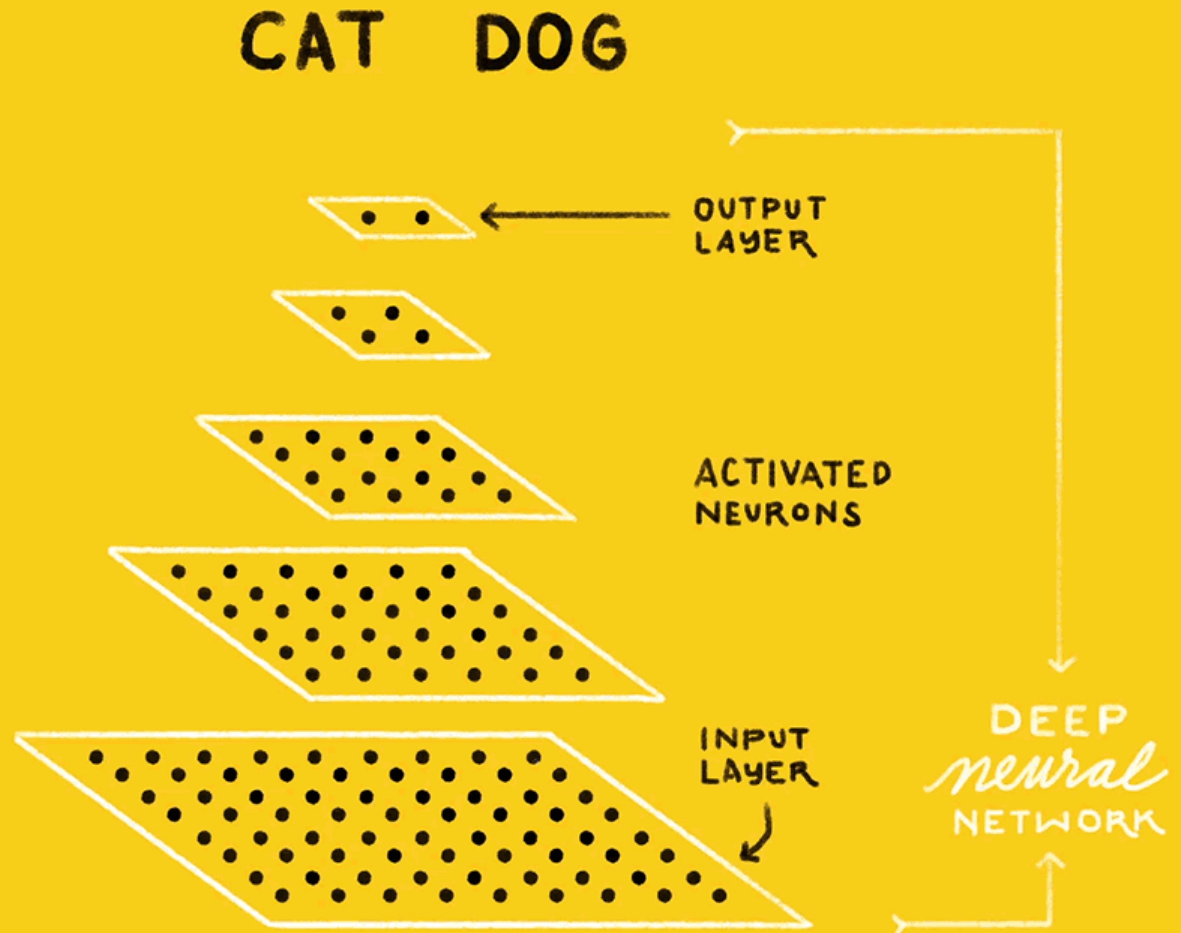 CAT DOG
OUTPUT
LAYER
ACTIVATED
NEURONS
INPUT
LAYER
DEEP
neural
NETWORK